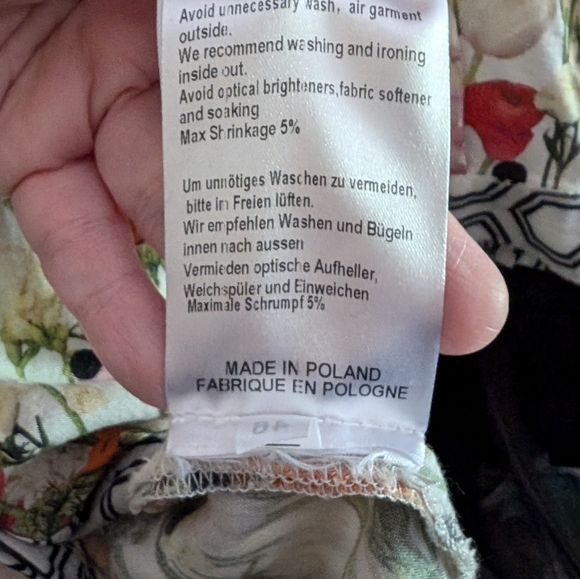 Avoid unnecessary wash, air garment
outside.
We recommend washing and ironing
inside out.
Avoid optical brighteners,fabric softener
and soaking
Max Shrinkage 5%
Um unnötiges Waschen zu vermeiden,
bitte in Freien lüften.
Wir empfehlen Washen und Bügeln
innen nach aussen
Vermieden optische Aufheller,
Weichspüler und Einweichen
Maximale Schrumpf 5%
MADE IN POLAND
FABRIQUE EN POLOGNE